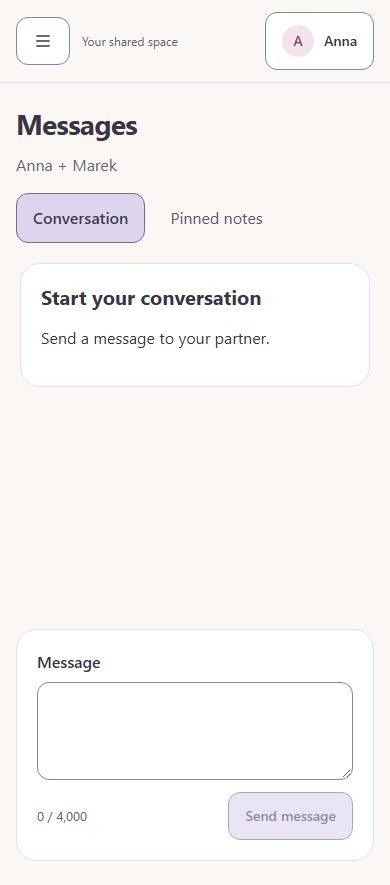 Your shared space
A Anna
Messages
Anna + Marek
Conversation Pinned notes
Start your conversation
Send a message to your partner.
Message
0 / 4,000 Send message